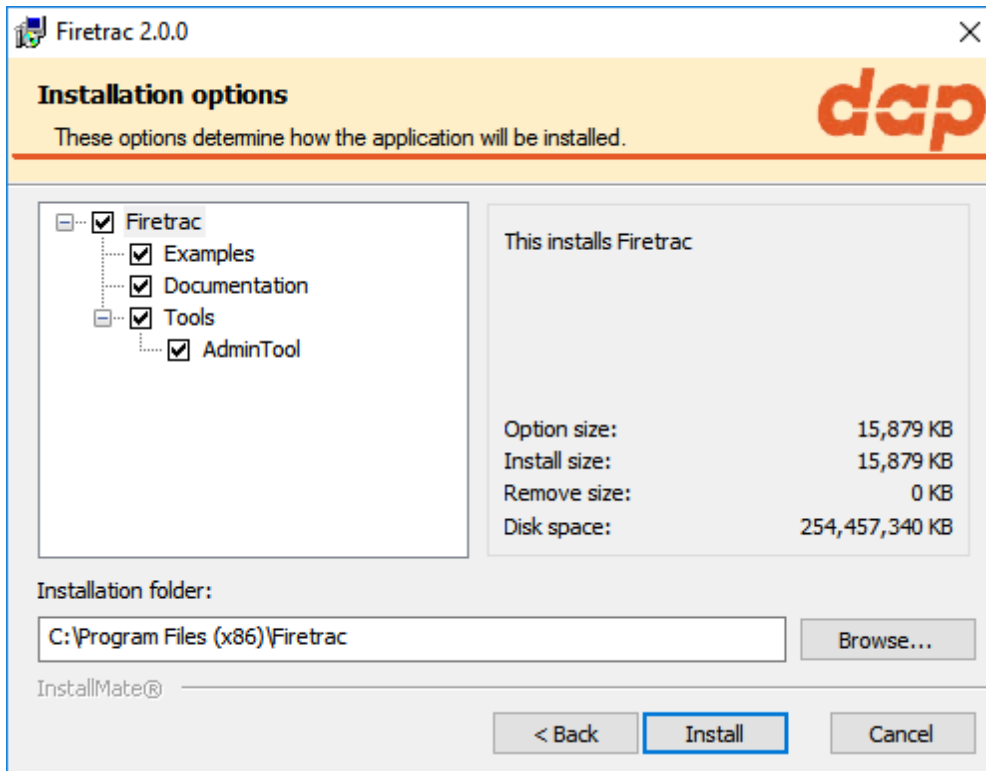 Firetrac 2.0.0
Installation options
dap
These options determine how the application will be installed.
Firetrac
Examples
Documentation
Tools
AdminTool
This installs Firetrac
Option size: 15,879 KB
Install size: 15,879 KB
Remove size: 0 KB
Disk space: 254,457,340 KB
Installation folder:
C:\Program Files (x86)\Firetrac
Browse...
InstallMate®
< Back Install Cancel